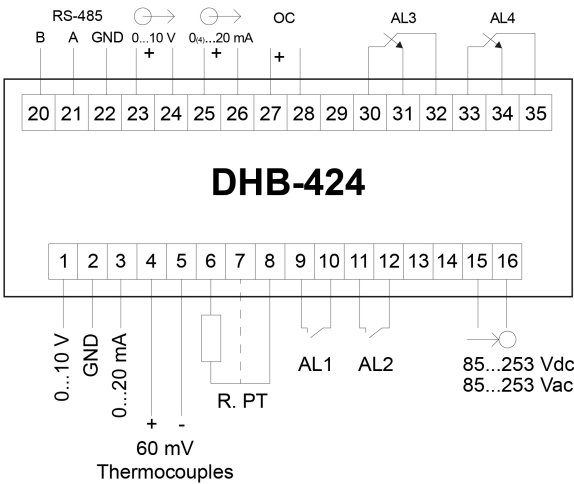 RS-485 OC AL3 AL4
B A GND 0...10 V 0(4)...20 mA
+ + +
20 21 22 23 24 25 26 27 28 29 30 31 32 33 34 35
DHB-424
1 2 3 4 5 6 7 8 9 10 11 12 13 14 15 16
0...10 V
GND
0...20 mA
AL1 AL2
85...253 Vdc
85...253 Vac
R. PT
+ -
60 mV
Thermocouples